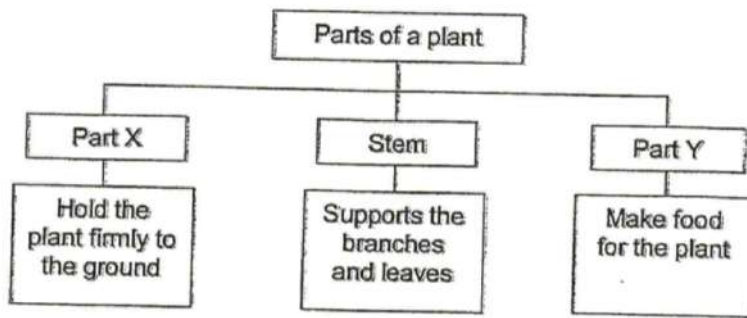 Parts of a plant
Part X
Stem
Part Y
Hold the
plant firmly to
the ground
Supports the
branches
and leaves
Make food
for the plant